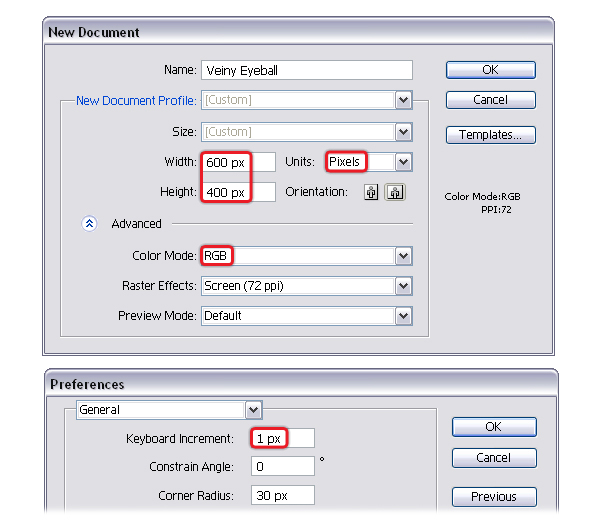 New Document
Name: Veiny Eyeball
OK
New Document Profile: [Custom]
Cancel
Size: [Custom]
Templates...
Width: 600 px Units: Pixels
Height: 400 px Orientation:
Color Mode:RGB
PPI:72
Advanced
Color Mode: RGB
Raster Effects: Screen (72 ppi)
Preview Mode: Default
Preferences
General
OK
Keyboard Increment: 1 px
Cancel
Constrain Angle: 0 °
Corner Radius: 30 px
Previous